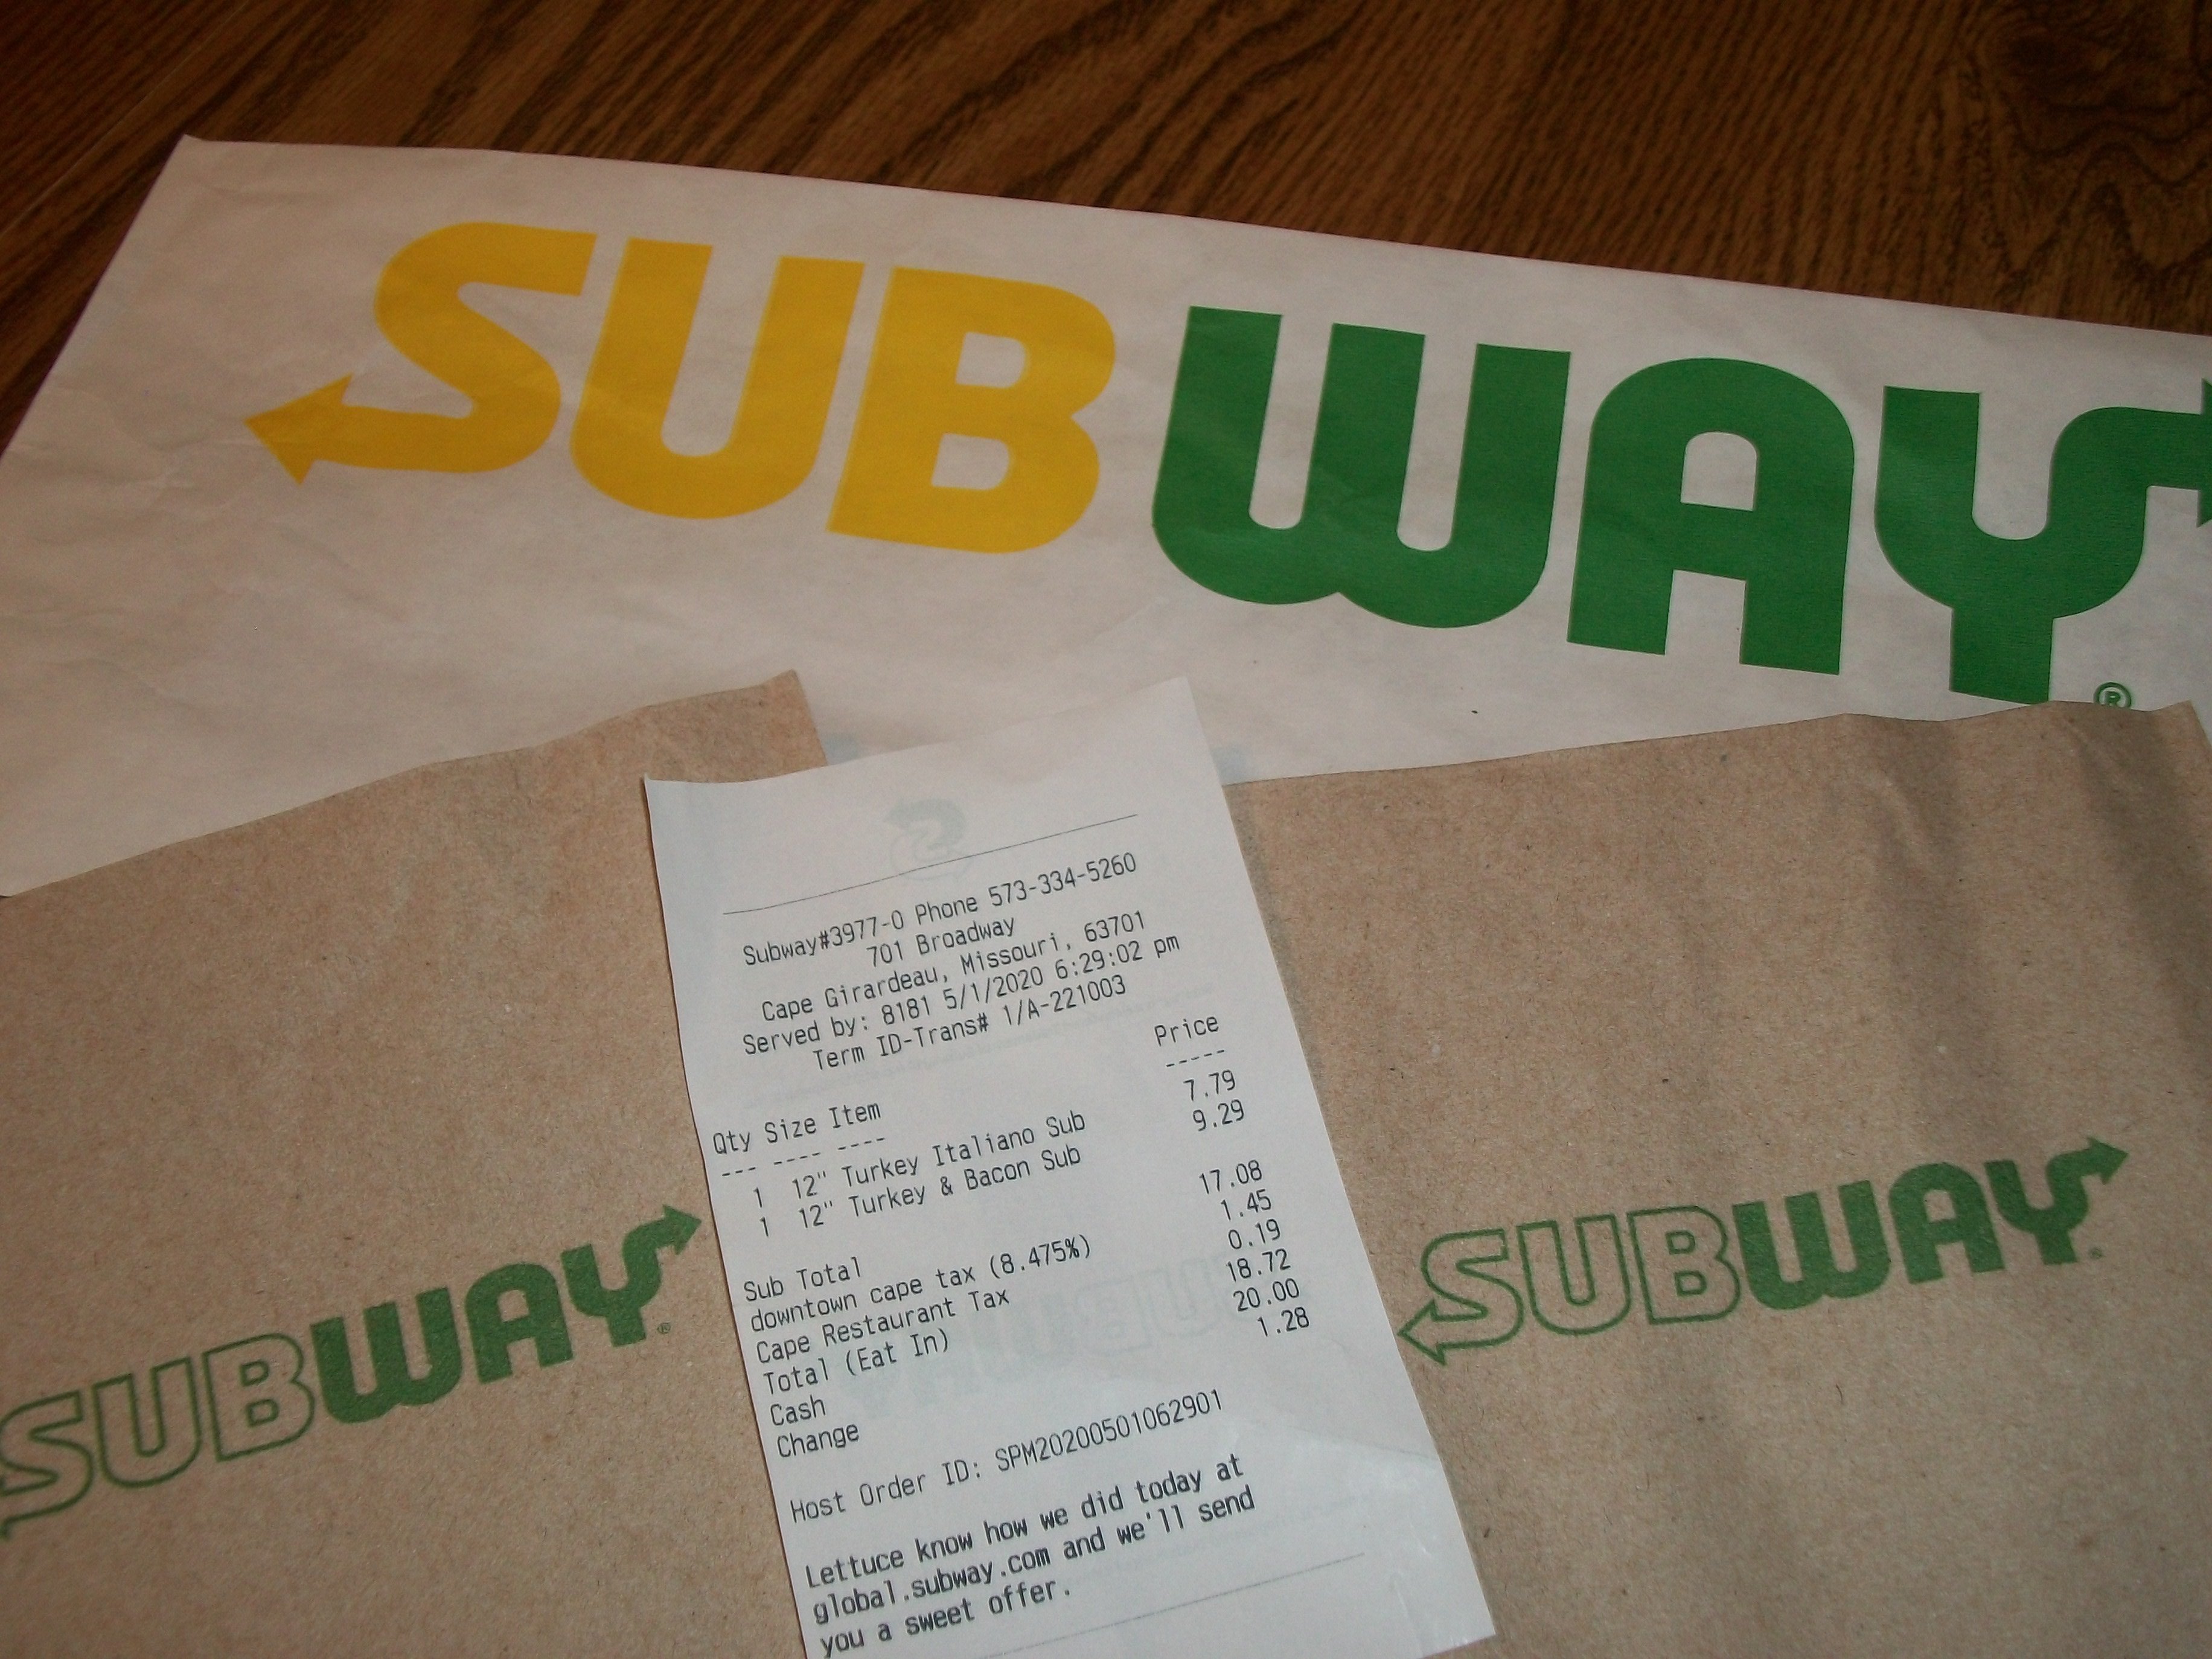 SUBWAY®
Subway#3977-0 Phone 573-334-5260
701 Broadway
Cape Girardeau, Missouri, 63701
Served by: 8181 5/1/2020 6:29:02 pm
Term ID-Trans# 1/A-221003
Qty Size Item Price
--- ---- ---- -----
1 12" Turkey Italiano Sub 7.79
1 12" Turkey & Bacon Sub 9.29
Sub Total 17.08
downtown cape tax (8.475%) 1.45
Cape Restaurant Tax 0.19
Total (Eat In) 18.72
Cash 20.00
Change 1.28
Host Order ID: SPM20200501062901
Lettuce know how we did today at
global.subway.com and we'll send
you a sweet offer.
SUBWAY®
SUBWAY®